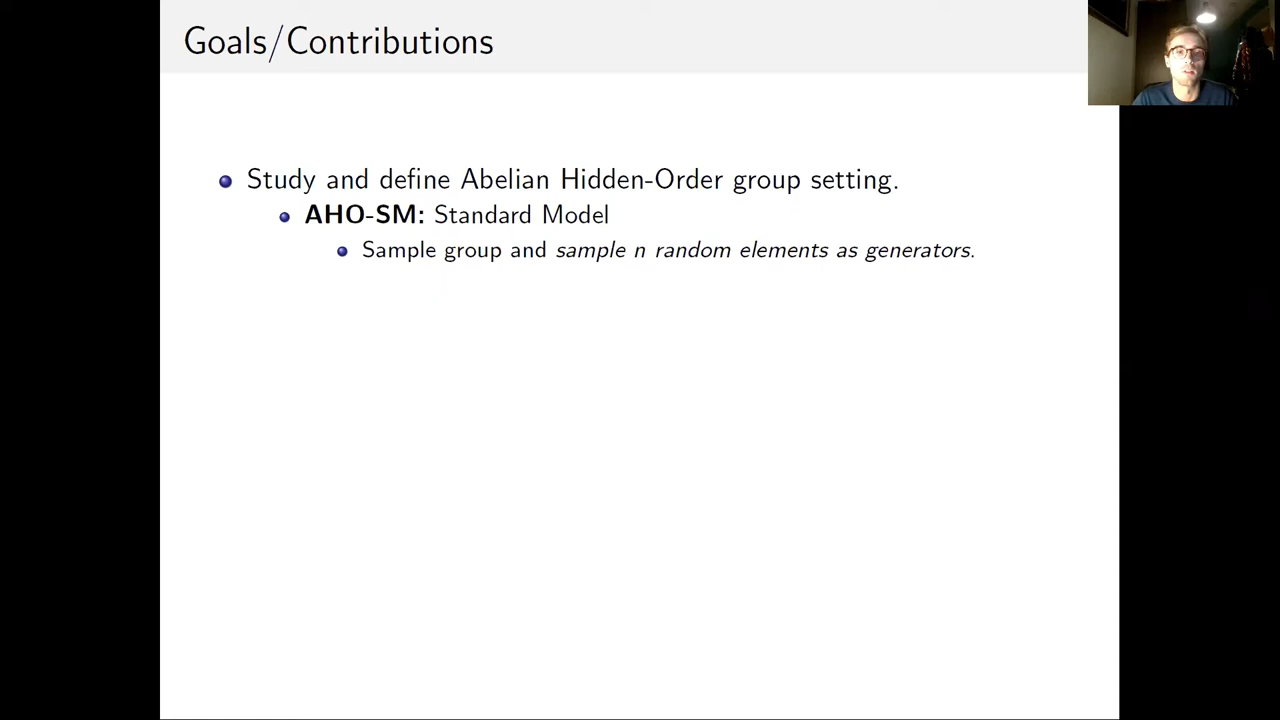 Goals/Contributions
Study and define Abelian Hidden-Order group setting.
AHO-SM: Standard Model
Sample group and sample n random elements as generators.